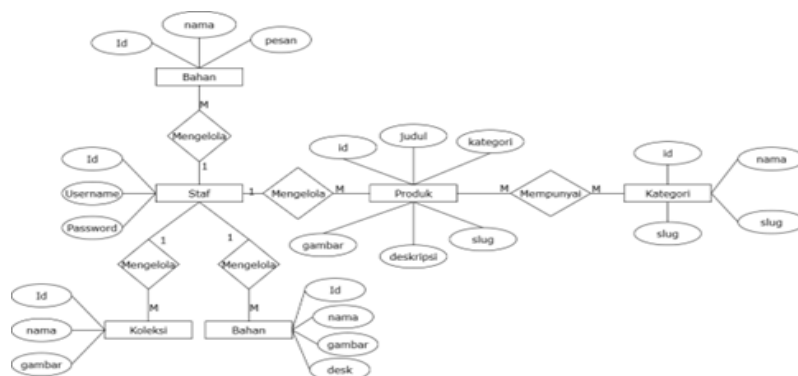 nama
Id
pesan
Bahan
M
Mengelola
1
Id
Username
Password
Staf
1
Mengelola
M
id
judul
kategori
Produk
gambar
deskripsi
slug
M
Mempunyai
M
id
nama
Kategori
slug
slug
1
Mengelola
M
1
Mengelola
M
Id
nama
gambar
Koleksi
Bahan
Id
nama
gambar
desk